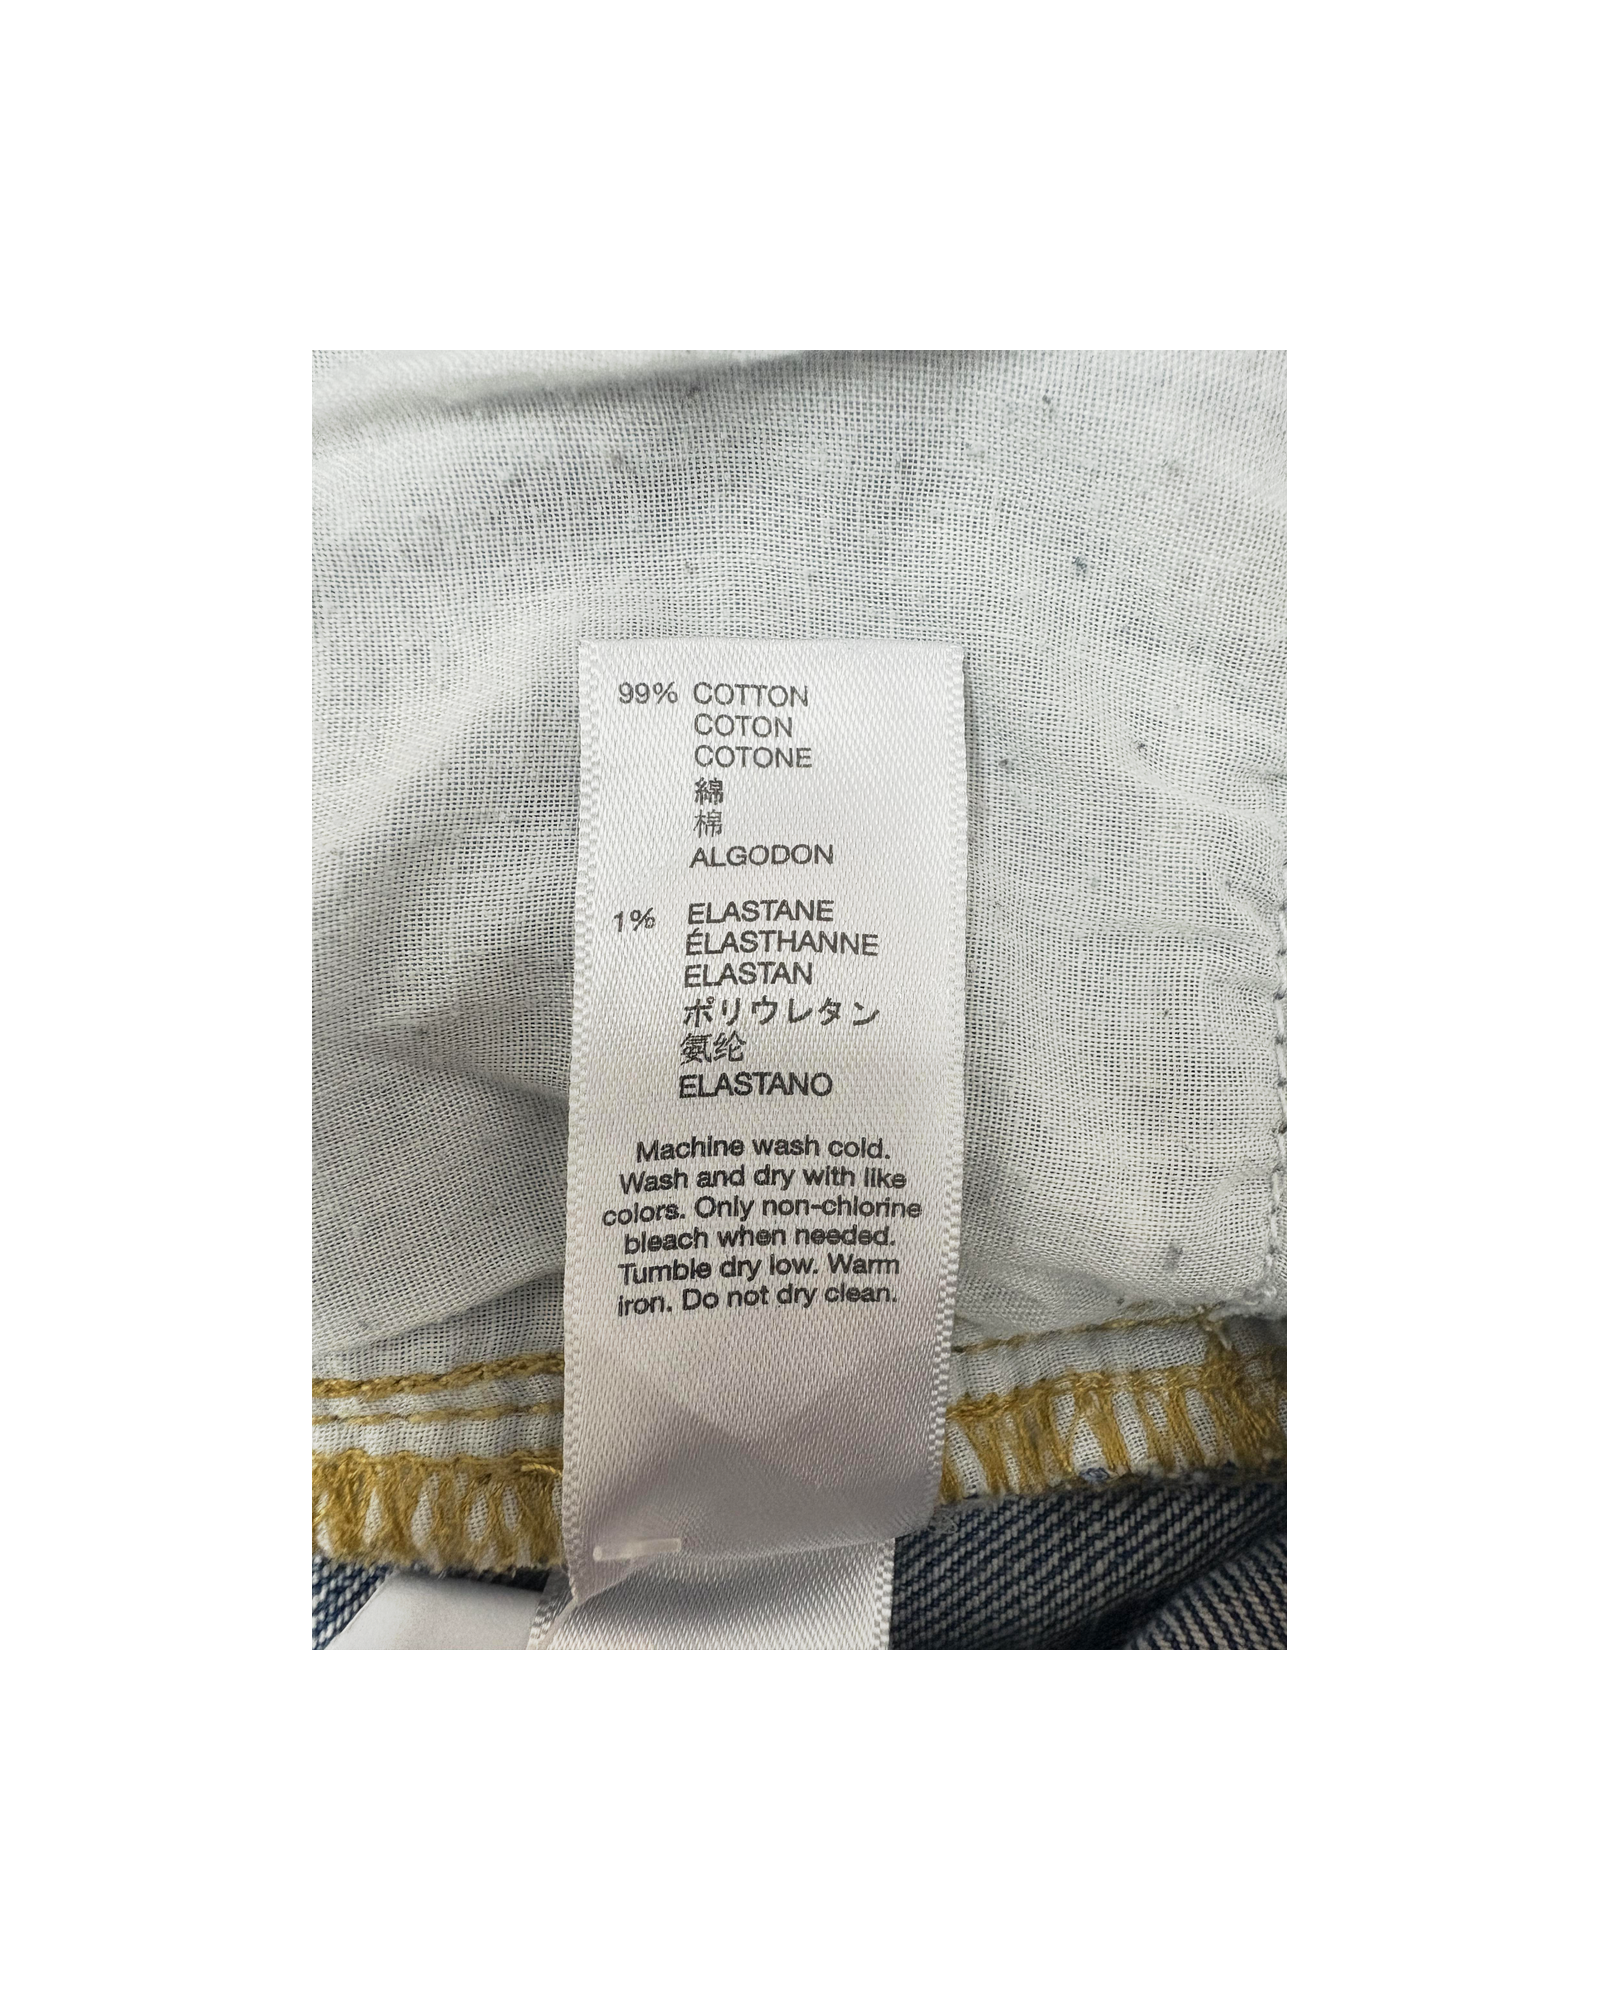 99% COTTON
COTON
COTONE
綿
棉
ALGODON
1% ELASTANE
ÉLASTHANNE
ELASTAN
ポリウレタン
氨纶
ELASTANO
Machine wash cold.
Wash and dry with like
colors. Only non-chlorine
bleach when needed.
Tumble dry low. Warm
iron. Do not dry clean.